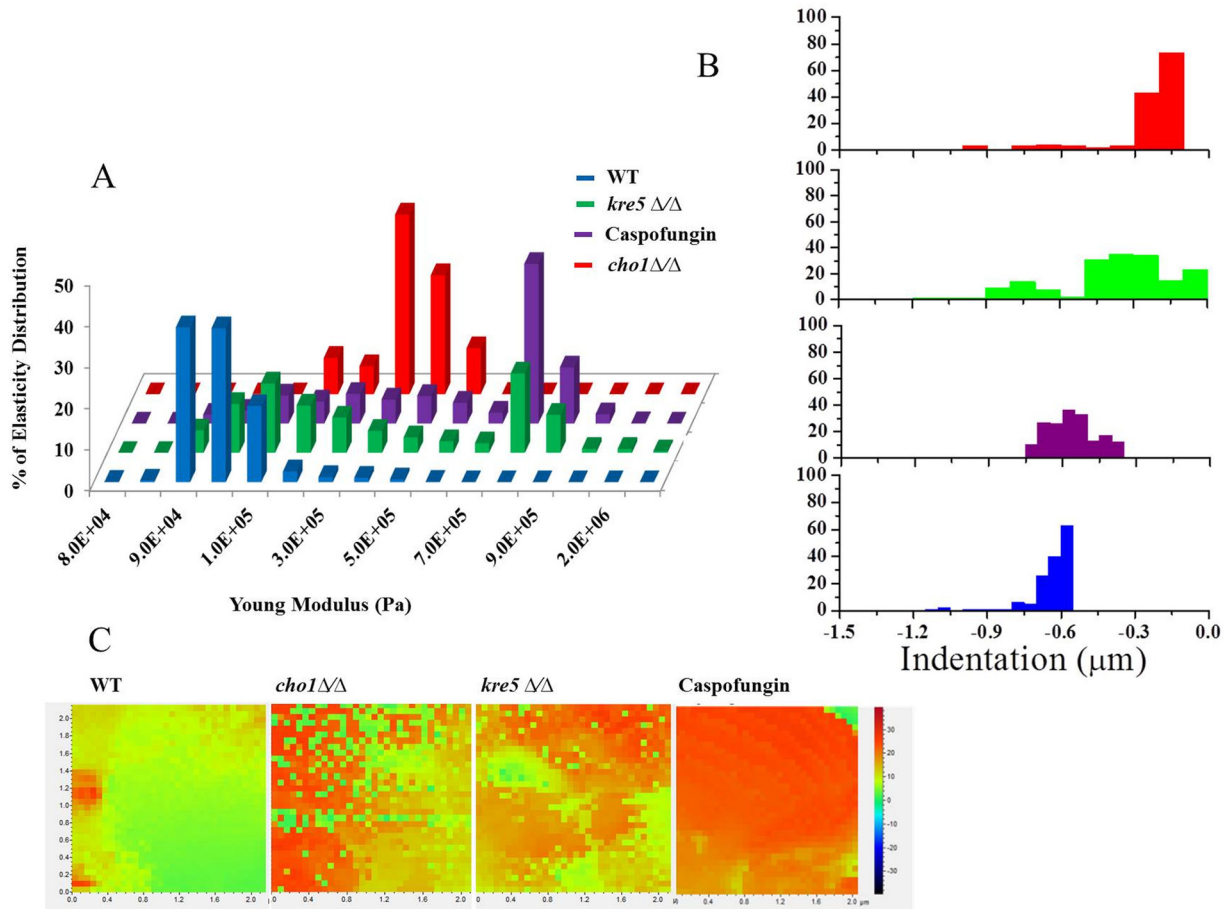 A
WT
kre5 Δ/Δ
Caspofungin
cho1Δ/Δ
% of Elasticity Distribution
50
40
30
20
10
0
8.0E+04
9.0E+04
1.0E+05
3.0E+05
5.0E+05
7.0E+05
9.0E+05
2.0E+06
Young Modulus (Pa)
B
100
80
60
40
20
0
100
80
60
40
20
0
100
80
60
40
20
0
100
80
60
40
20
0
-1.5
-1.2
-0.9
-0.6
-0.3
0.0
Indentation (μm)
C
WT
cho1Δ/Δ
kre5 Δ/Δ
Caspofungin
2.0
1.8
1.6
1.4
1.2
1.0
0.8
0.6
0.4
0.2
0.0
0.0 0.4 0.8 1.2 1.6 2.0
0.4 0.8 1.2 1.6 2.0
0.4 0.8 1.2 1.6 2.0
0.4 0.8 1.2 1.6 2.0 µm
30
20
10
0
-10
-20
-30